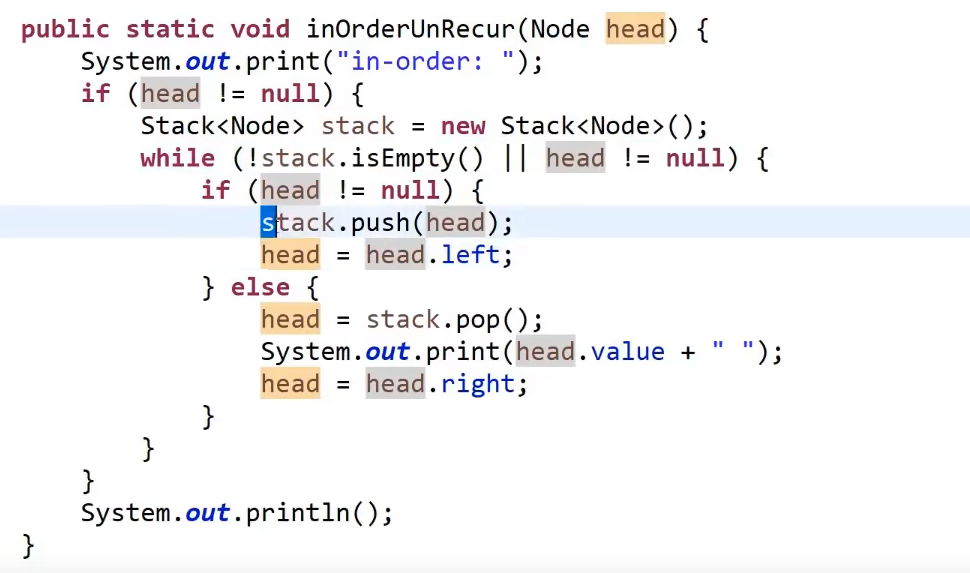 public static void inOrderUnRecur(Node head) {
    System.out.print("in-order: ");
    if (head != null) {
        Stack<Node> stack = new Stack<Node>();
        while (!stack.isEmpty() || head != null) {
            if (head != null) {
                stack.push(head);
                head = head.left;
            } else {
                head = stack.pop();
                System.out.print(head.value + " ");
                head = head.right;
            }
        }
    }
    System.out.println();
}